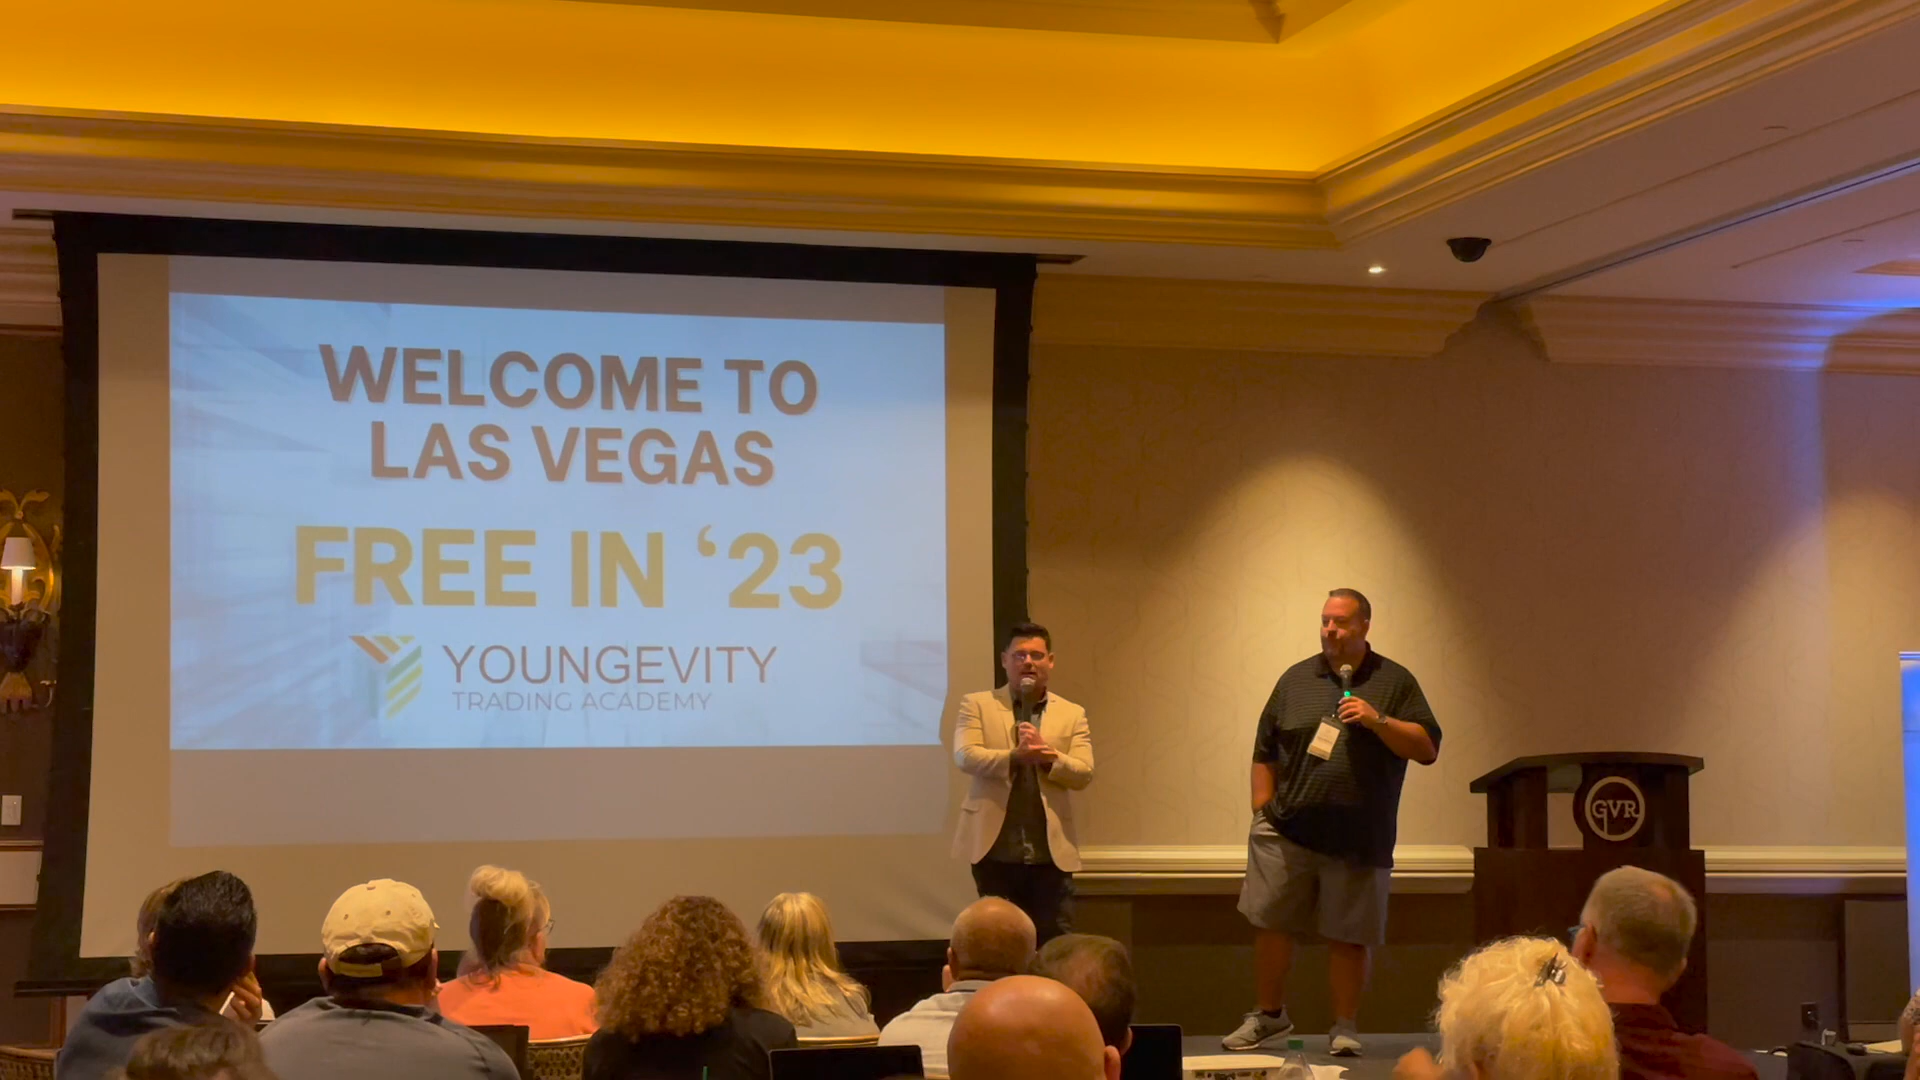 WELCOME TO
LAS VEGAS
FREE IN ‘23
YOUNGEVITY
TRADING ACADEMY
GVR